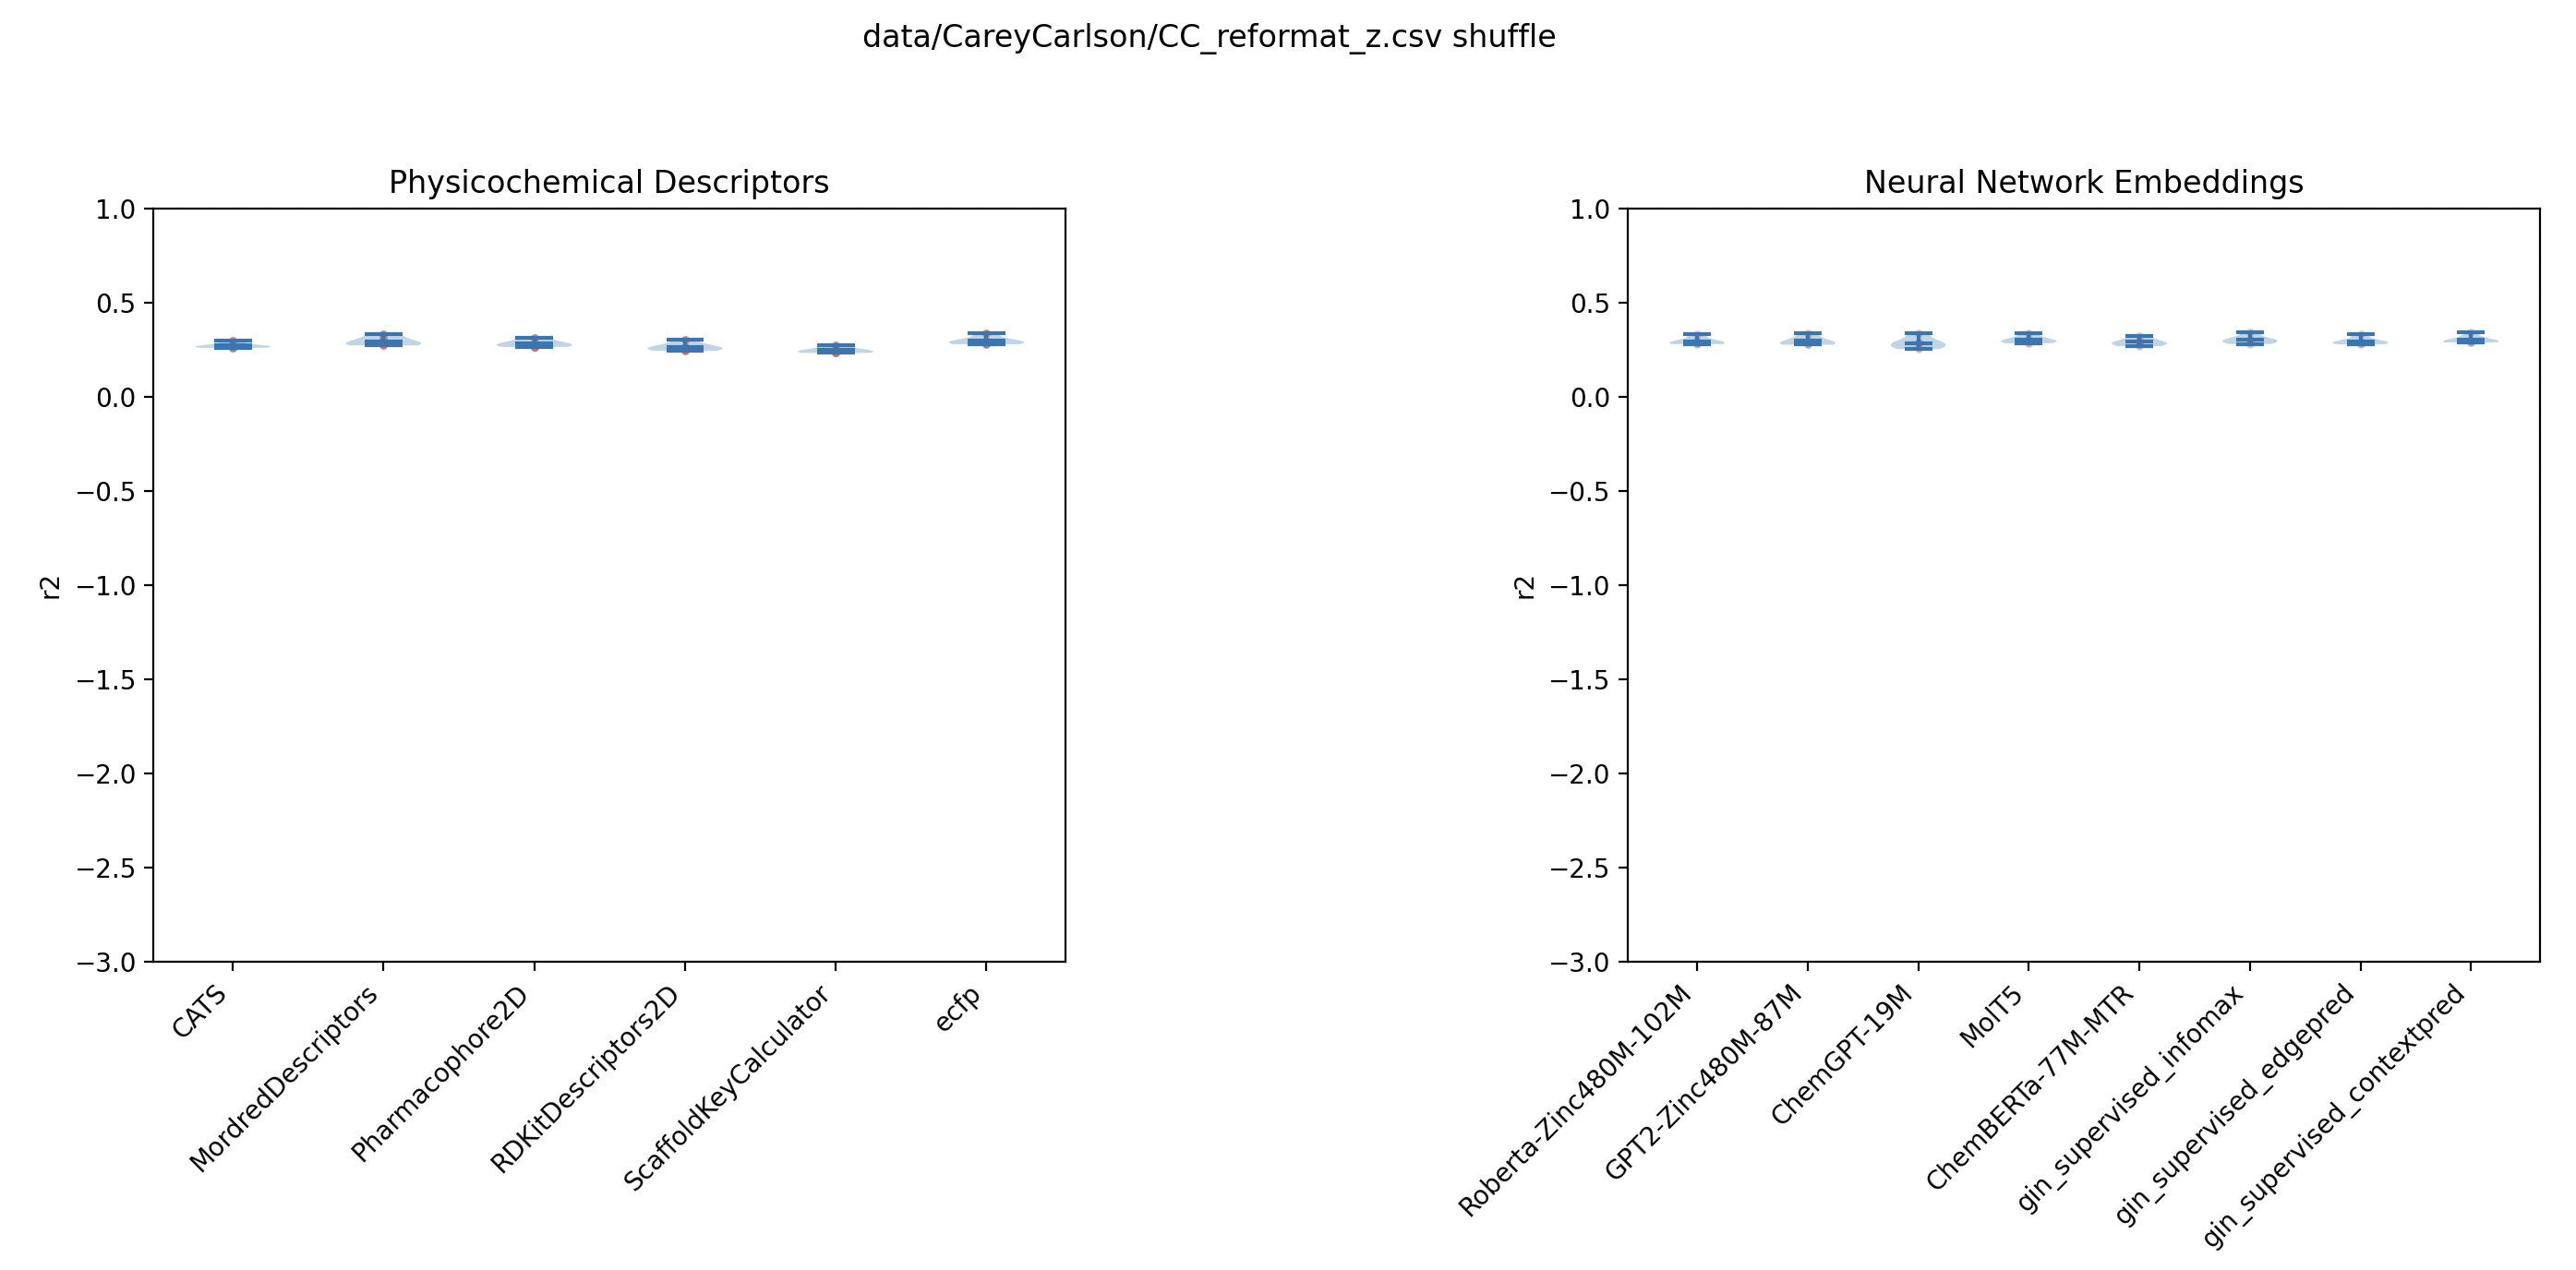 data/CareyCarlson/CC_reformat_z.csv shuffle
Physicochemical Descriptors
1.0
0.5
0.0
−0.5
−1.0
−1.5
−2.0
−2.5
−3.0
r2
CATS
MordredDescriptors
Pharmacophore2D
RDKitDescriptors2D
ScaffoldKeyCalculator
ecfp
Neural Network Embeddings
1.0
0.5
0.0
−0.5
−1.0
−1.5
−2.0
−2.5
−3.0
r2
Roberta-Zinc480M-102M
GPT2-Zinc480M-87M
ChemGPT-19M
MolT5
ChemBERTa-77M-MTR
gin_supervised_infomax
gin_supervised_edgepred
gin_supervised_contextpred